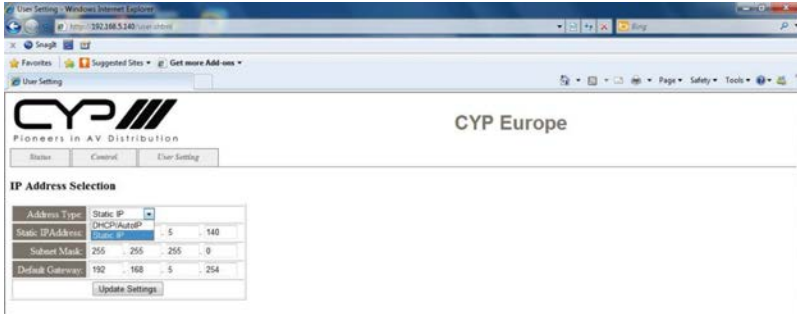 User Setting - Windows Internet Explorer
http://192.168.5.140/user.shtml
Bing
x Snagit
Favorites Suggested Sites Get more Add-ons
User Setting
Page Safety Tools
CYP
Pioneers in AV Distribution
CYP Europe
Status Control User Setting
IP Address Selection
Address Type: Static IP
DHCP/AutoIP
Static IP
Static IPAddress: . 5 . 140
Subnet Mask: 255 . 255 . 255 . 0
Default Gateway: 192 . 168 . 5 . 254
Update Settings